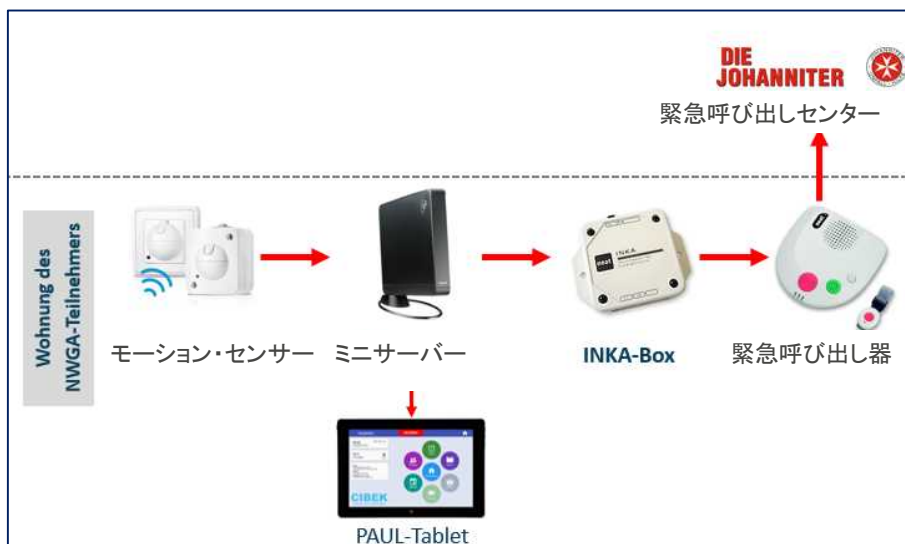 DIE
JOHANNITER
緊急呼び出しセンター
Wohnung des
NWGA-Teilnehmers
モーション・センサー
ミニサーバー
neat
INKA
INKA-Box
緊急呼び出し器
CIBEK
PAUL-Tablet